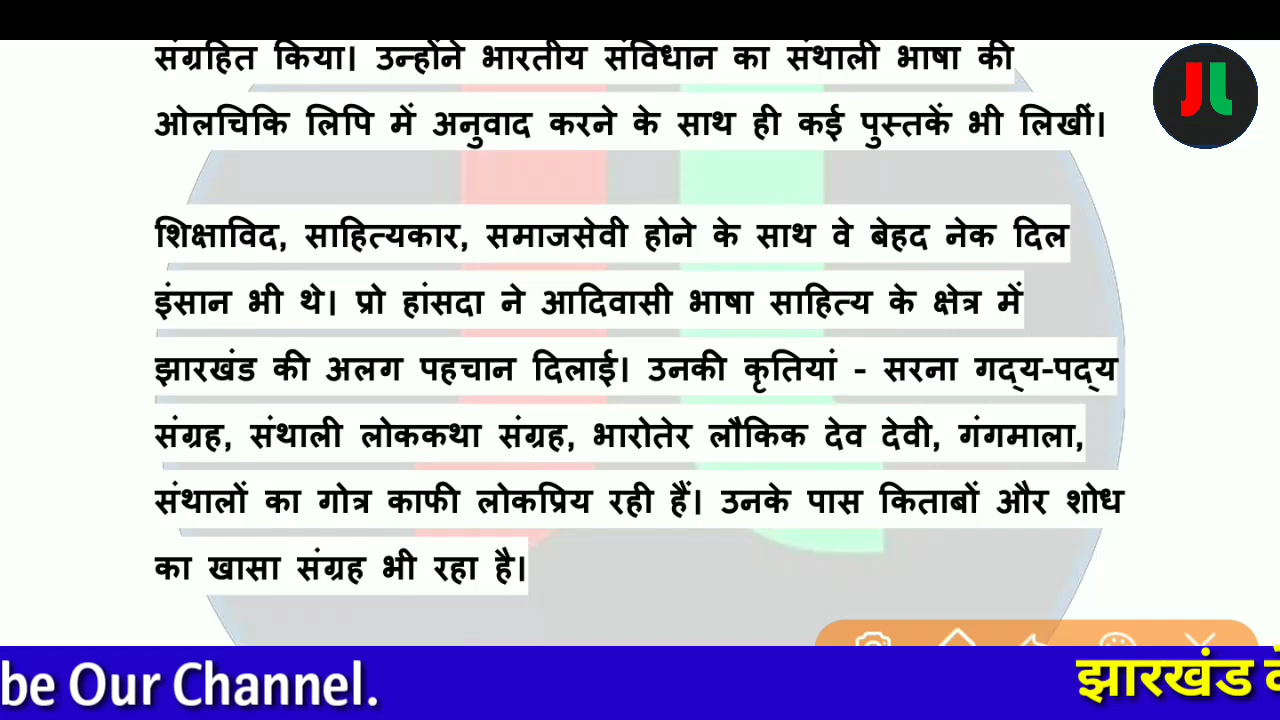 संग्रहित किया। उन्होंने भारतीय संविधान का संथाली भाषा की
ओलचिकि लिपि में अनुवाद करने के साथ ही कई पुस्तकें भी लिखीं।
शिक्षाविद, साहित्यकार, समाजसेवी होने के साथ वे बेहद नेक दिल
इंसान भी थे। प्रो हांसदा ने आदिवासी भाषा साहित्य के क्षेत्र में
झारखंड की अलग पहचान दिलाई। उनकी कृतियां - सरना गद्य-पद्य
संग्रह, संथाली लोककथा संग्रह, भारोतेर लौकिक देव देवी, गंगमाला,
संथालों का गोत्र काफी लोकप्रिय रही हैं। उनके पास किताबों और शोध
का खासा संग्रह भी रहा है।
be Our Channel. झारखंड